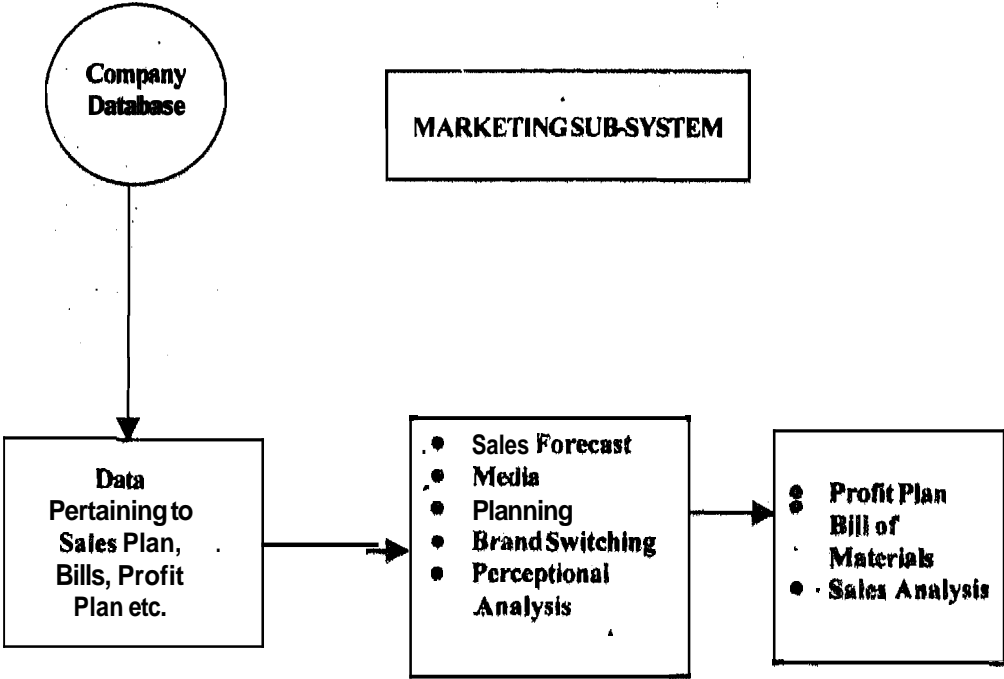 Company
Database
MARKETING SUB-SYSTEM
Data
Pertaining to
Sales Plan,
Bills, Profit
Plan etc.
• Sales Forecast
• Media
• Planning
• Brand Switching
• Perceptional
Analysis
• Profit Plan
• Bill of
Materials
• Sales Analysis